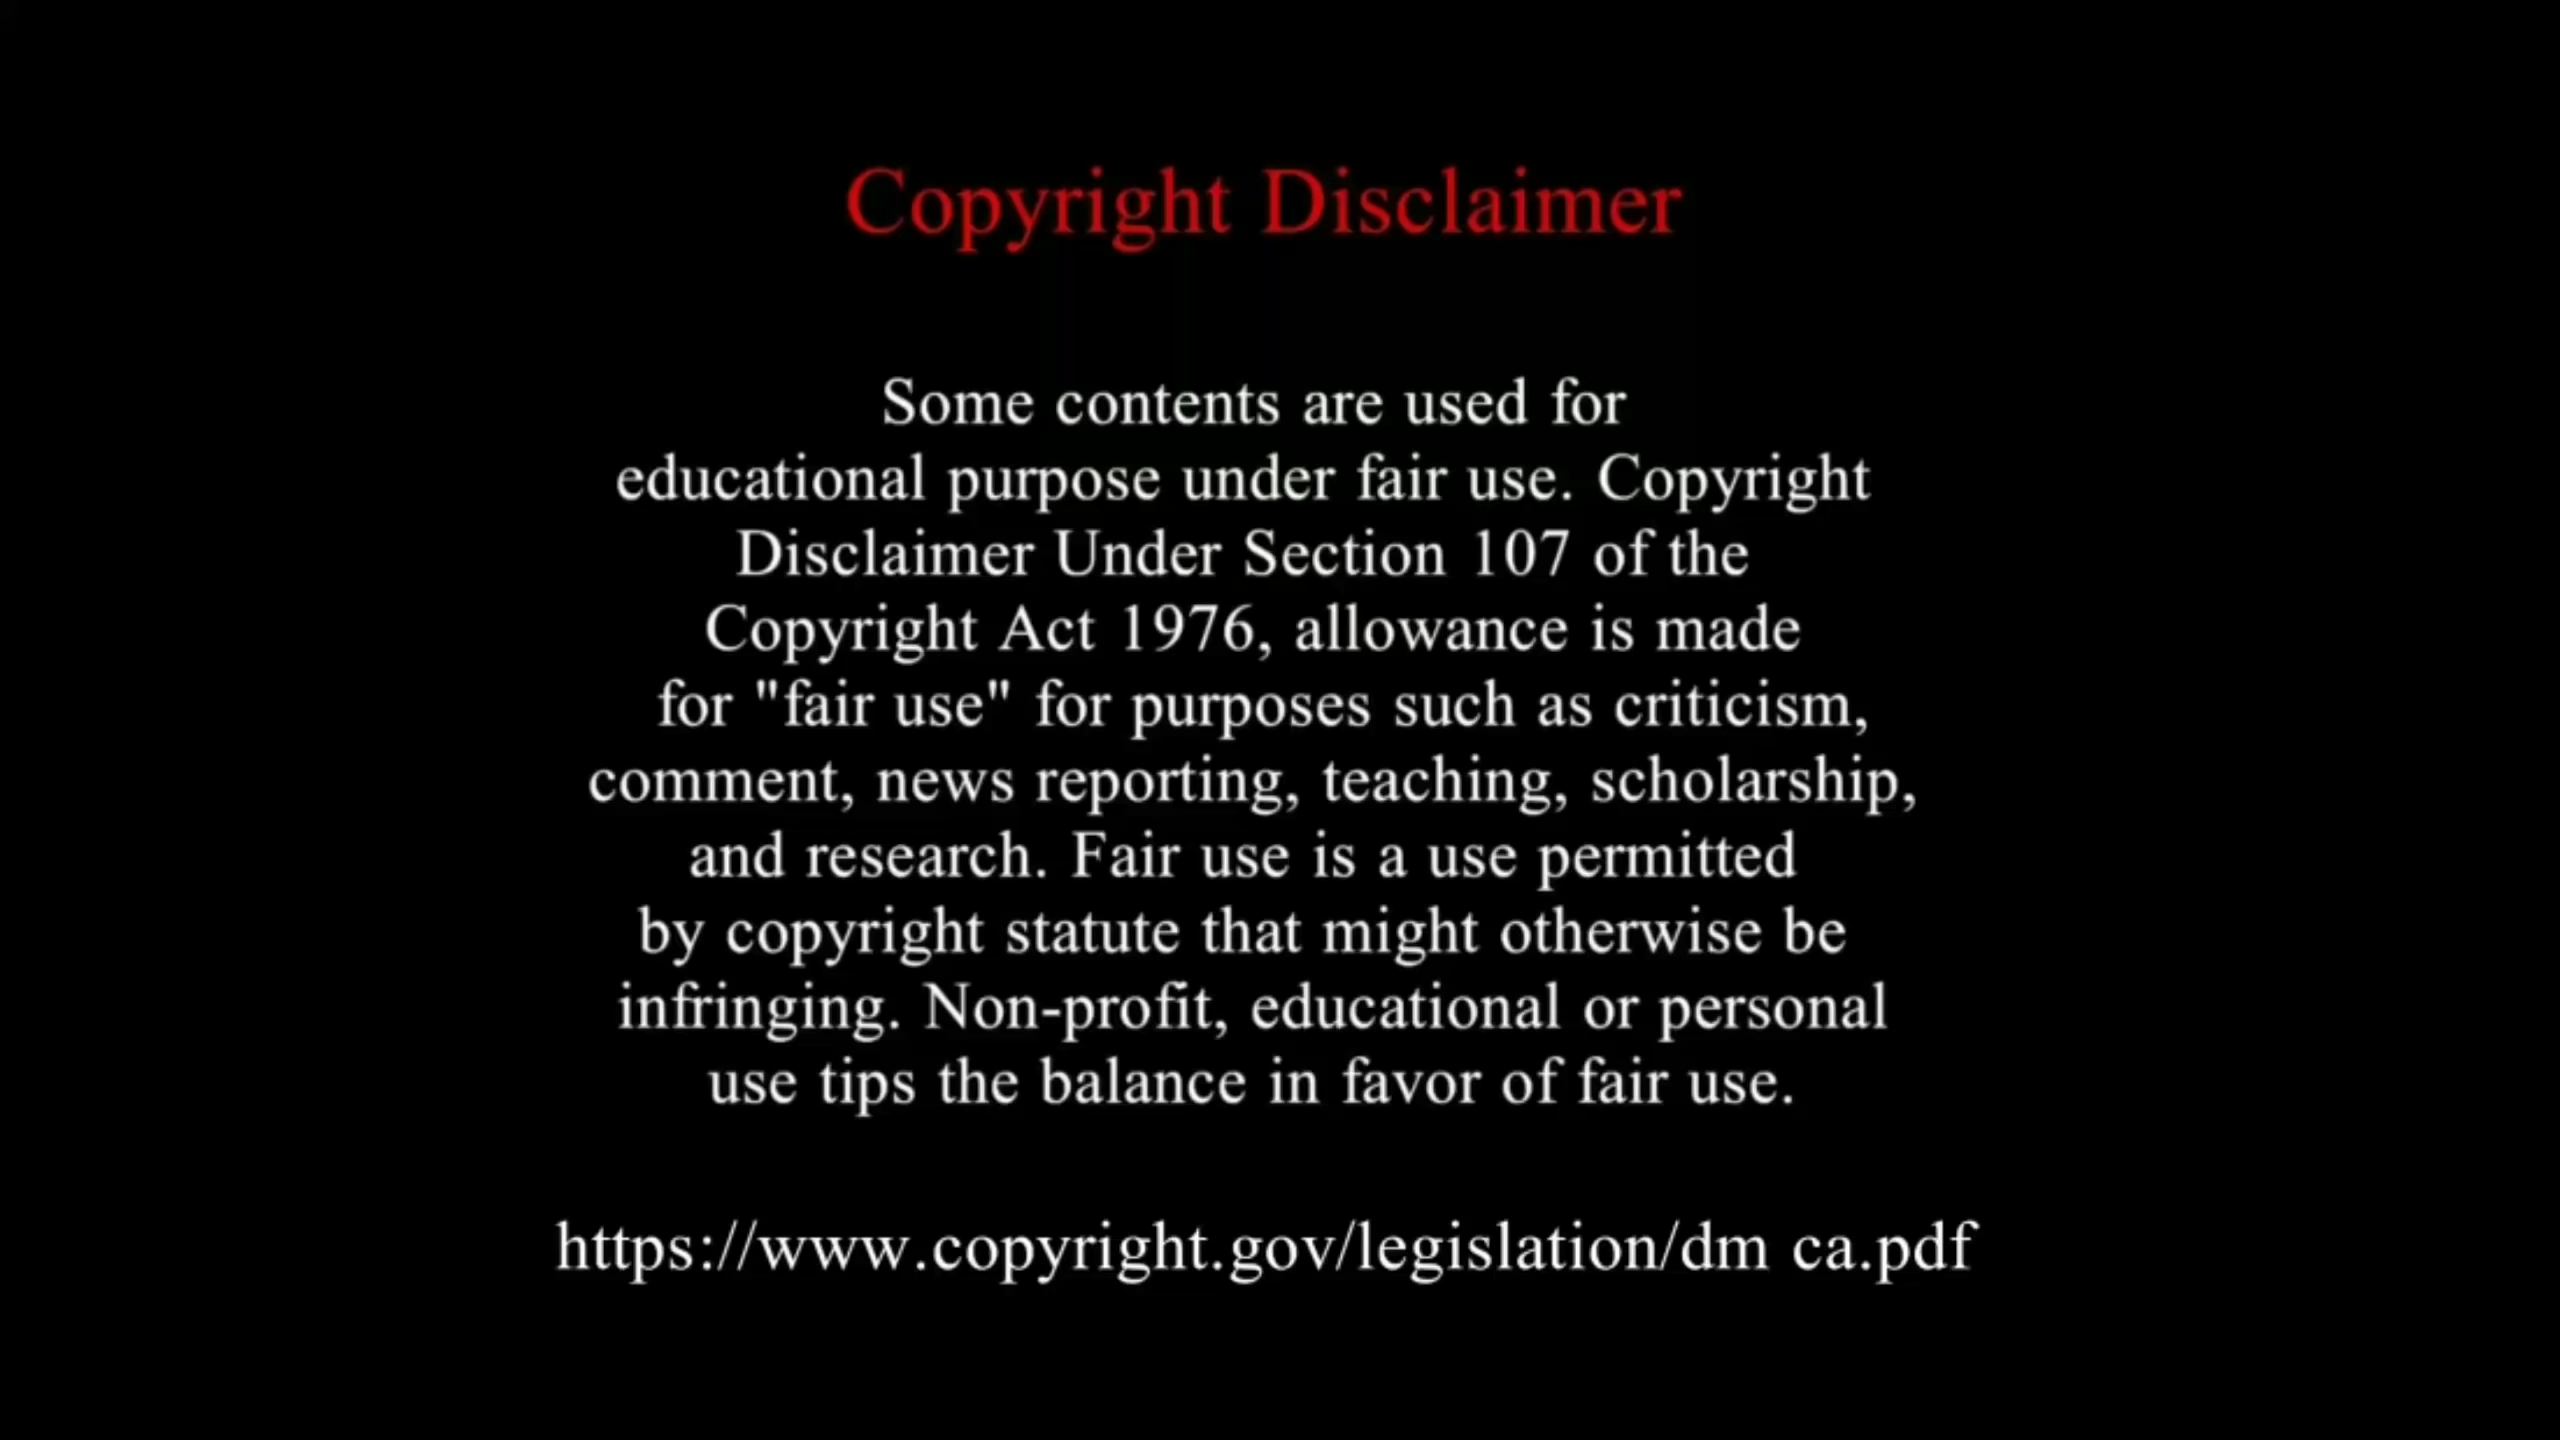 Copyright Disclaimer
Some contents are used for
educational purpose under fair use. Copyright
Disclaimer Under Section 107 of the
Copyright Act 1976, allowance is made
for "fair use" for purposes such as criticism,
comment, news reporting, teaching, scholarship,
and research. Fair use is a use permitted
by copyright statute that might otherwise be
infringing. Non-profit, educational or personal
use tips the balance in favor of fair use.
https://www.copyright.gov/legislation/dm ca.pdf